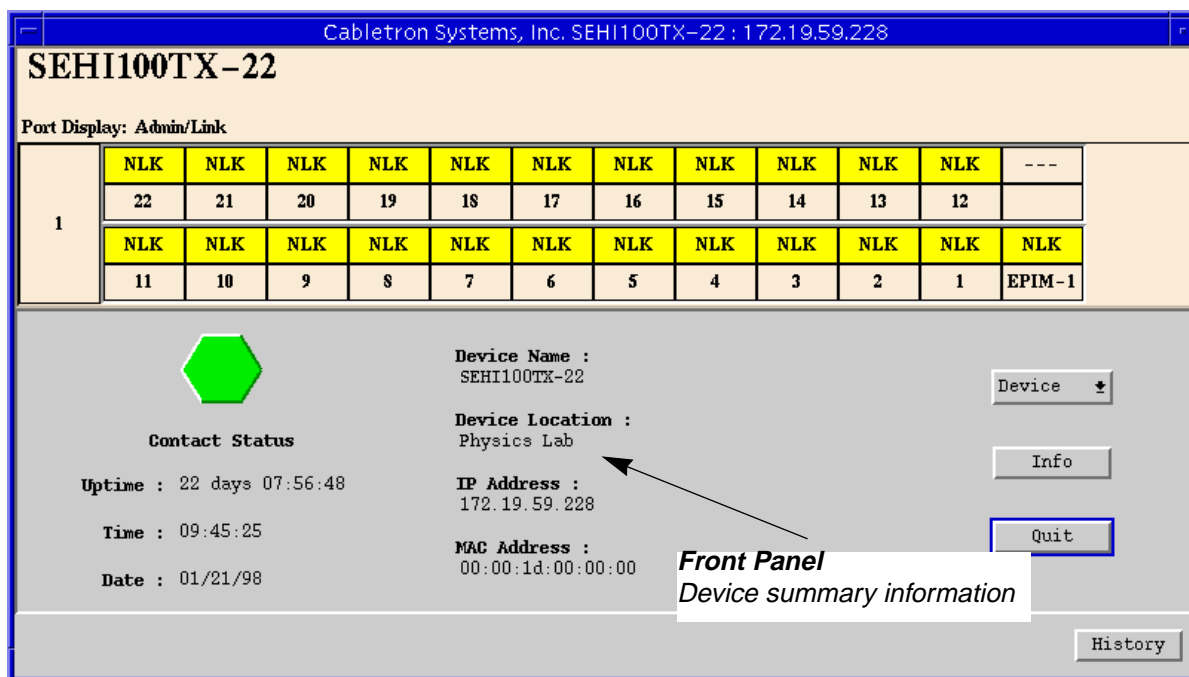 Cabletron Systems, Inc. SEHI100TX-22 : 172.19.59.228
SEHI100TX-22
Port Display: Admin/Link
1
NLK NLK NLK NLK NLK NLK NLK NLK NLK NLK NLK ---
22 21 20 19 18 17 16 15 14 13 12
NLK NLK NLK NLK NLK NLK NLK NLK NLK NLK NLK NLK
11 10 9 8 7 6 5 4 3 2 1 EPIM-1
Contact Status
Uptime : 22 days 07:56:48
Time : 09:45:25
Date : 01/21/98
Device Name :
SEHI100TX-22
Device Location :
Physics Lab
IP Address :
172.19.59.228
MAC Address :
00:00:1d:00:00:00
Front Panel
Device summary information
Device
Info
Quit
History